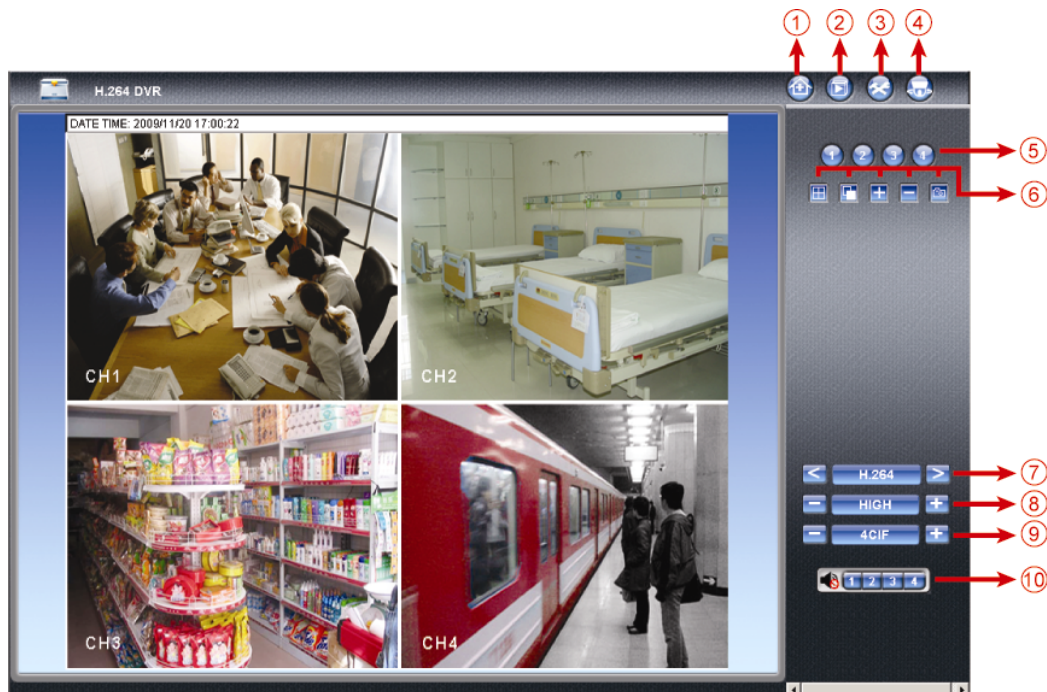 ① ② ③ ④
H.264 DVR
DATE TIME: 2009/11/20 17:00:22
1 2 3 4 ⑤
⑥
CH1 CH2
< H.264 > ⑦
− HIGH + ⑧
− 4CIF + ⑨
1 2 3 4 ⑩
CH3 CH4